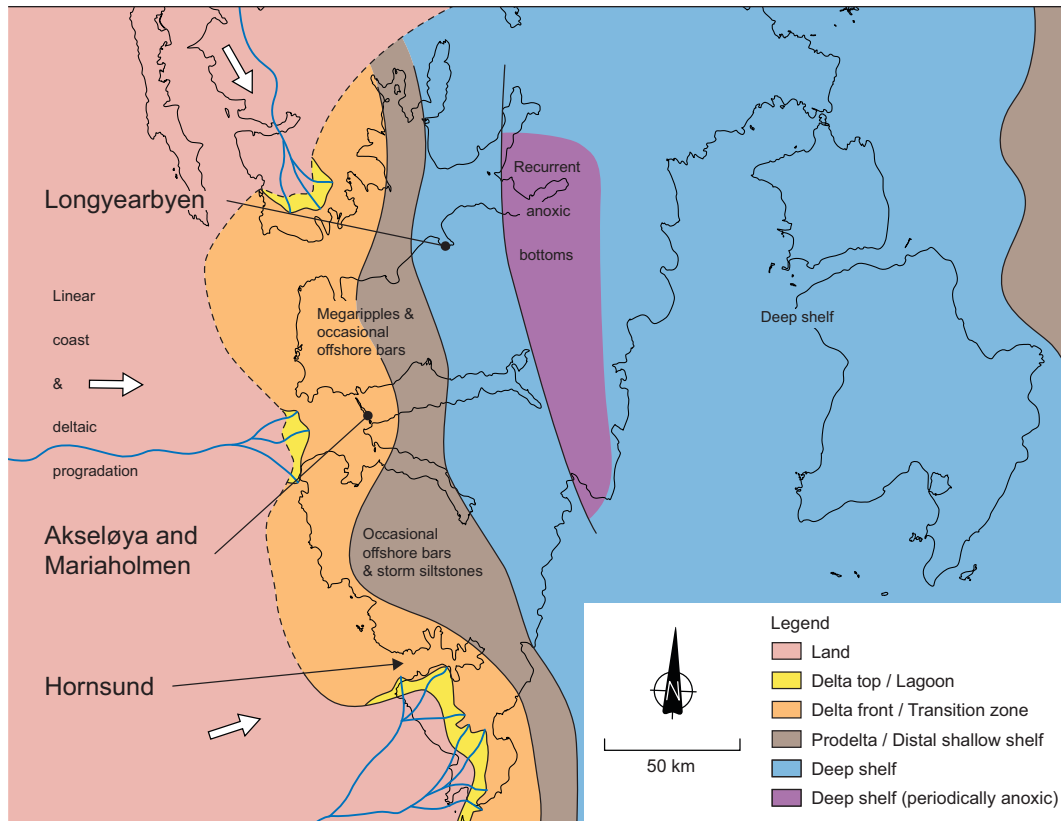 Longyearbyen
Recurrent
anoxic
bottoms
Linear
coast
&
deltaic
progradation
Megaripples &
occasional
offshore bars
Deep shelf
Akseløya and
Mariaholmen
Occasional
offshore bars
& storm siltstones
Hornsund
N
50 km
Legend
Land
Delta top / Lagoon
Delta front / Transition zone
Prodelta / Distal shallow shelf
Deep shelf
Deep shelf (periodically anoxic)